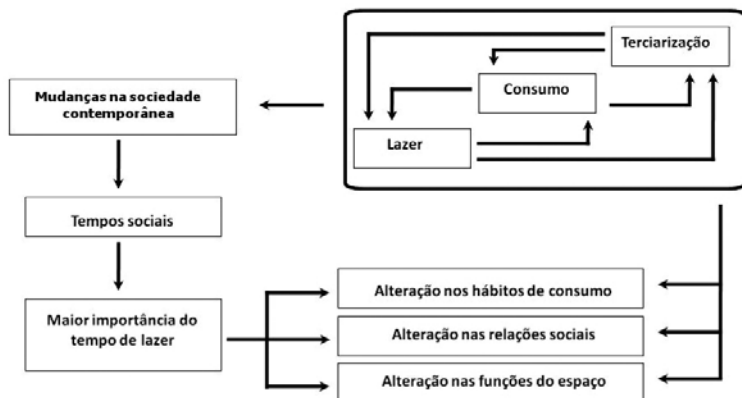 Terciarização
Consumo
Lazer
Mudanças na sociedade
contemporânea
Tempos sociais
Maior importância do
tempo de lazer
Alteração nos hábitos de consumo
Alteração nas relações sociais
Alteração nas funções do espaço